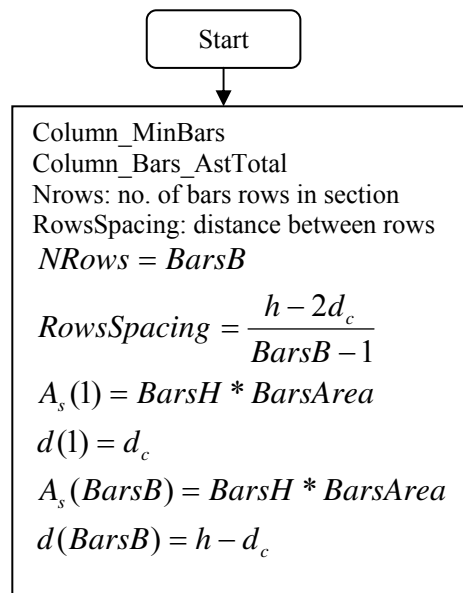 Start
Column_MinBars
Column_Bars_AstTotal
Nrows: no. of bars rows in section
RowsSpacing: distance between rows
NRows = BarsB
RowsSpacing = \frac{h - 2d_c}{BarsB - 1}
A_s(1) = BarsH * BarsArea
d(1) = d_c
A_s(BarsB) = BarsH * BarsArea
d(BarsB) = h - d_c